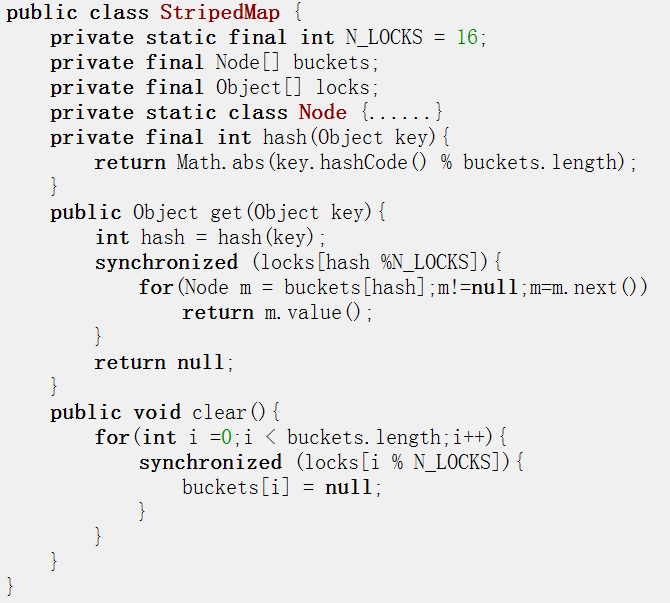 public class StripedMap {
    private static final int N_LOCKS = 16;
    private final Node[] buckets;
    private final Object[] locks;
    private static class Node {......}
    private final int hash(Object key){
        return Math.abs(key.hashCode() % buckets.length);
    }
    public Object get(Object key){
        int hash = hash(key);
        synchronized (locks[hash %N_LOCKS]){
            for(Node m = buckets[hash];m!=null;m=m.next())
                return m.value();
        }
        return null;
    }
    public void clear(){
        for(int i =0;i < buckets.length;i++){
            synchronized (locks[i % N_LOCKS]){
                buckets[i] = null;
            }
        }
    }
}